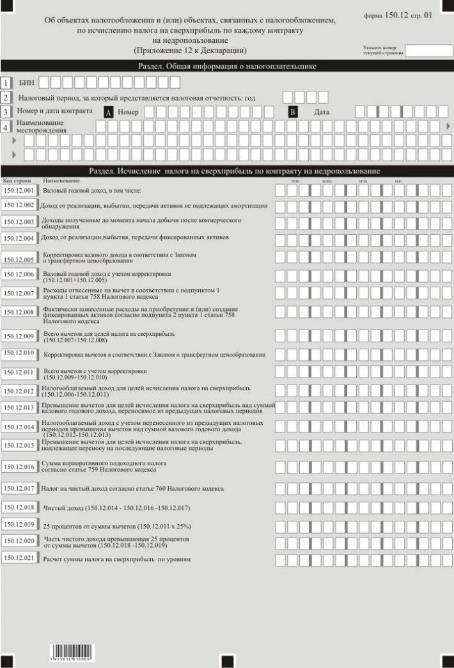 форма 150.12 стр. 01
Об объектах налогообложения и (или) объектах, связанных с налогообложением,
по исчислению налога на сверхприбыль по каждому контракту
на недропользование
(Приложение 12 к Декларации)
Укажите номер
текущей страницы
Раздел. Общая информация о налогоплательщике
1 БИН
2 Налоговый период, за который представляется налоговая отчетность: год
3 Номер и дата контракта A Номер B Дата
4 Наименование
месторождения
Раздел. Исчисление налога на сверхприбыль по контракту на недропользование
Код строки Наименование
150.12.001 Валовый годовой доход, в том числе:
150.12.002 Доход от реализации, выбытия, передачи активов не подлежащих амортизации
150.12.003 Доходы полученные до момента начала добычи после коммерческого
обнаружения
150.12.004 Доход от реализации,выбытия, передачи фиксированных активов
150.12.005 Корректировка валового дохода в соответствии с Законом
о трансфертном ценообразовании
150.12.006 Валовый годовой доход с учетом корректировки
(150.12.001+150.12.005)
150.12.007 Расходы отнесенные на вычет в соответствии с подпунктом 1
пункта 1 статьи 758 Налогового кодекса
150.12.008 Фактически понесенные расходы на приобретение и (или) создание
фиксированных активов согласно подпункта 2 пункта 1 статьи 758
Налогового кодекса
150.12.009 Всего вычетов для целей налога на сверхприбыль
(150.12.007+150.12.008)
150.12.010 Корректировка вычетов в соответствии с Законом о трансфертном ценообразовании
150.12.011 Всего вычетов с учетом корректировки
(150.12.009+150.12.010)
150.12.012 Налогооблагаемый доход для целей исчисления налога на сверхприбыль
(150.12.006-150.12.011)
150.12.013 Превышение вычетов для целей исчисления налога на сверхприбыль над суммой
валового годового дохода, переносимое из предыдущих налоговых периодов
150.12.014 Налогооблагаемый доход с учетом перенесенного из предыдущих налоговых
периодов превышения вычетов над суммой валового годового дохода
(150.12.012-150.12.013)
150.12.015 Превышение вычетов для целей исчисления налога на сверхприбыль,
подлежащее переносу на последующие налоговые периоды
150.12.016 Сумма корпоративного подоходного налога
согласно статье 759 Налогового кодекса
150.12.017 Налог на чистый доход согласно статье 760 Налогового кодекса
150.12.018 Чистый доход (150.12.014 - 150.12.016 -150.12.017)
150.12.019 25 процентов от суммы вычетов (150.12.011 x 25%)
150.12.020 Часть чистого дохода превышающая 25 процентов
от суммы вычетов (150.12.018 -150.12.019)
150.12.021 Расчет суммы налога на сверхприбыль по уровням